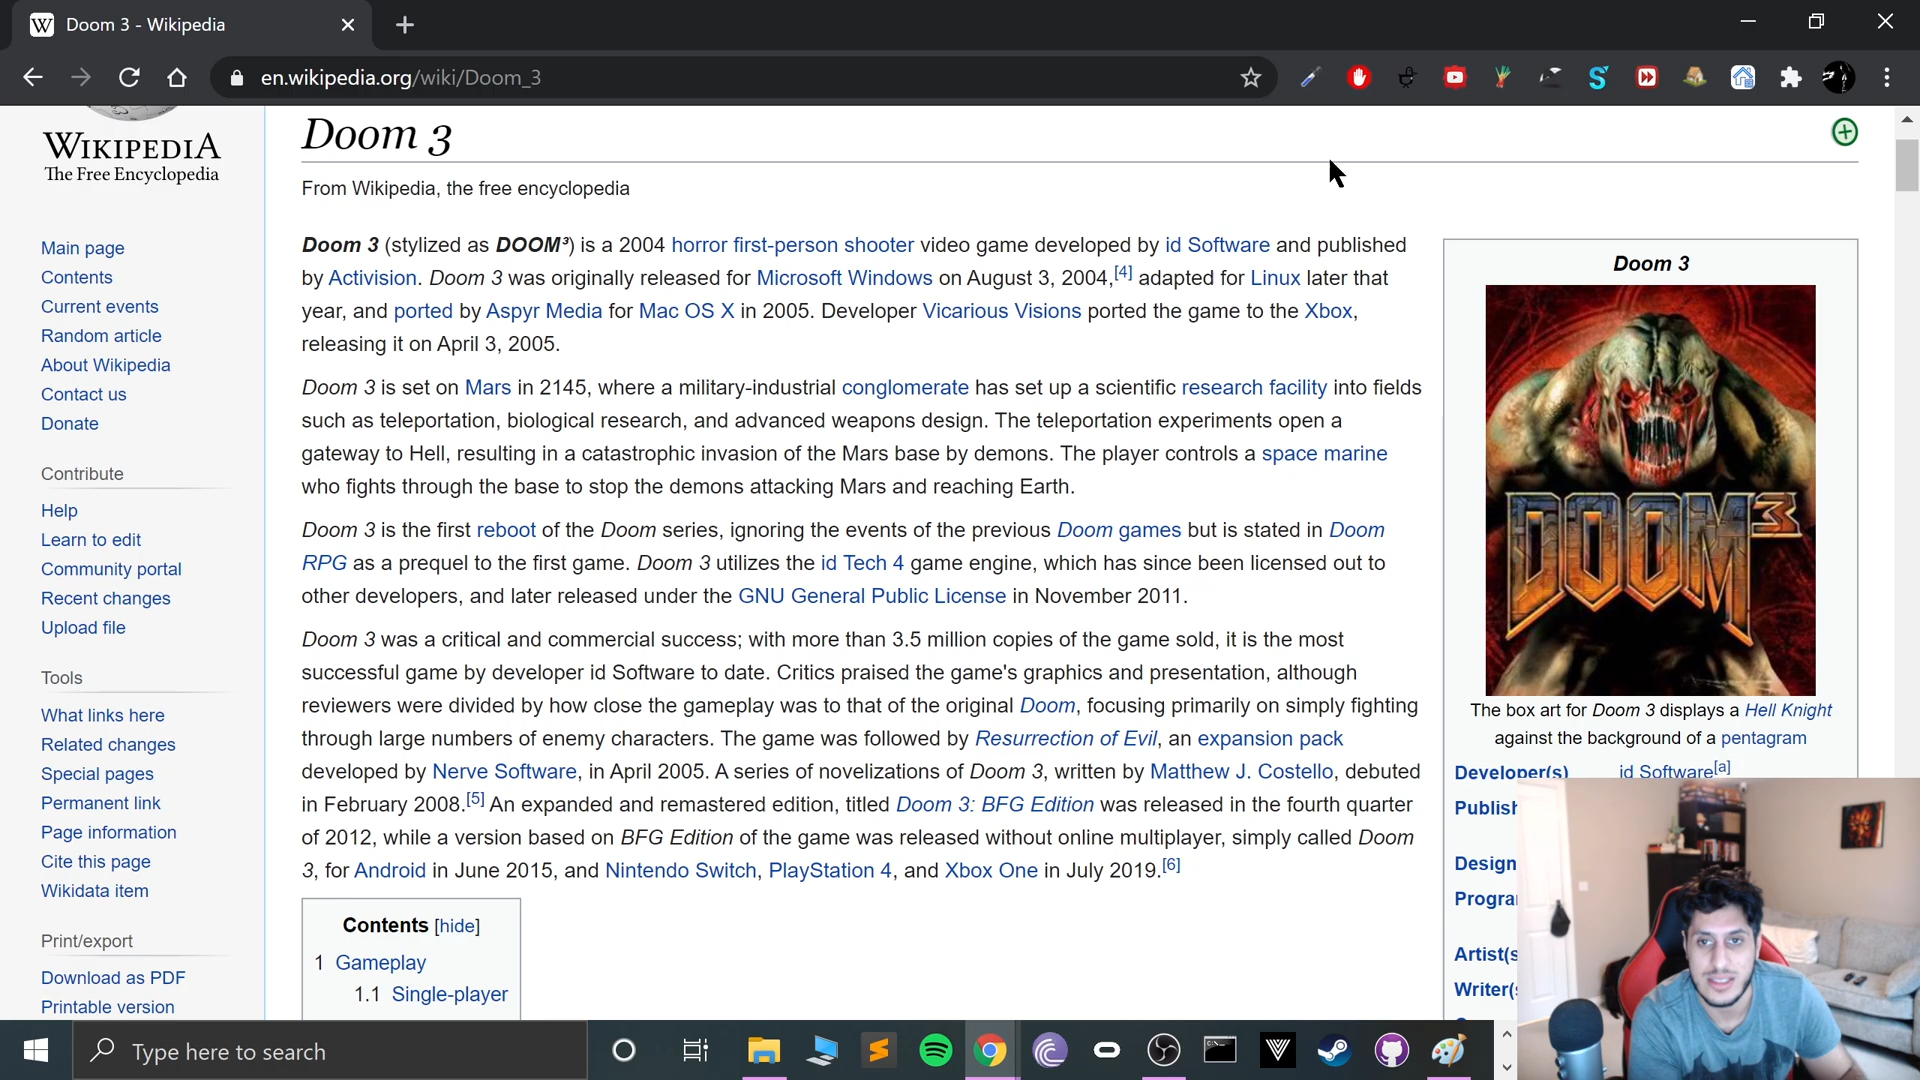 Doom 3 - Wikipedia
en.wikipedia.org/wiki/Doom_3
WIKIPEDIA
The Free Encyclopedia
Main page
Contents
Current events
Random article
About Wikipedia
Contact us
Donate
Contribute
Help
Learn to edit
Community portal
Recent changes
Upload file
Tools
What links here
Related changes
Special pages
Permanent link
Page information
Cite this page
Wikidata item
Print/export
Download as PDF
Printable version
Doom 3
From Wikipedia, the free encyclopedia
Doom 3 (stylized as DOOM³) is a 2004 horror first-person shooter video game developed by id Software and published
by Activision. Doom 3 was originally released for Microsoft Windows on August 3, 2004,[4] adapted for Linux later that
year, and ported by Aspyr Media for Mac OS X in 2005. Developer Vicarious Visions ported the game to the Xbox,
releasing it on April 3, 2005.
Doom 3 is set on Mars in 2145, where a military-industrial conglomerate has set up a scientific research facility into fields
such as teleportation, biological research, and advanced weapons design. The teleportation experiments open a
gateway to Hell, resulting in a catastrophic invasion of the Mars base by demons. The player controls a space marine
who fights through the base to stop the demons attacking Mars and reaching Earth.
Doom 3 is the first reboot of the Doom series, ignoring the events of the previous Doom games but is stated in Doom
RPG as a prequel to the first game. Doom 3 utilizes the id Tech 4 game engine, which has since been licensed out to
other developers, and later released under the GNU General Public License in November 2011.
Doom 3 was a critical and commercial success; with more than 3.5 million copies of the game sold, it is the most
successful game by developer id Software to date. Critics praised the game's graphics and presentation, although
reviewers were divided by how close the gameplay was to that of the original Doom, focusing primarily on simply fighting
through large numbers of enemy characters. The game was followed by Resurrection of Evil, an expansion pack
developed by Nerve Software, in April 2005. A series of novelizations of Doom 3, written by Matthew J. Costello, debuted
in February 2008.[5] An expanded and remastered edition, titled Doom 3: BFG Edition was released in the fourth quarter
of 2012, while a version based on BFG Edition of the game was released without online multiplayer, simply called Doom
3, for Android in June 2015, and Nintendo Switch, PlayStation 4, and Xbox One in July 2019.[6]
Contents [hide]
1 Gameplay
1.1 Single-player
Doom 3
DOOM 3
The box art for Doom 3 displays a Hell Knight
against the background of a pentagram
Developer(s) id Software[a]
Publish
Design
Progra
Artist(s
Writer(s
Type here to search